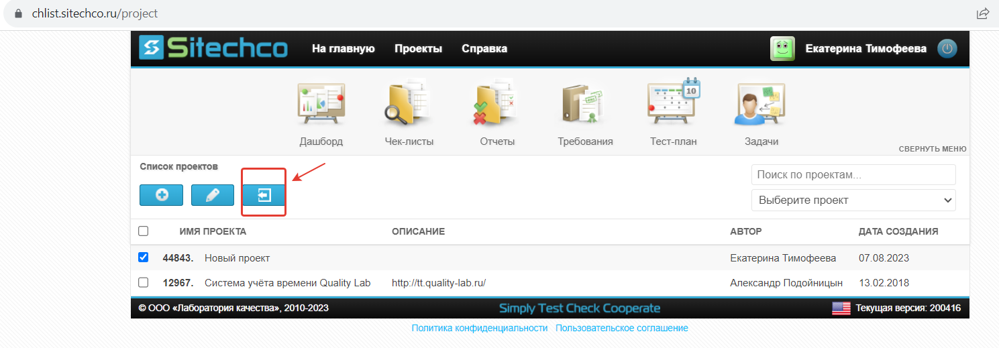 chlist.sitechco.ru/project
Sitechco На главную Проекты Справка Екатерина Тимофеева
10
Дашборд Чек-листы Отчеты Требования Тест-план Задачи
СВЕРНУТЬ МЕНЮ
Список проектов
Поиск по проектам...
Выберите проект
ИМЯ ПРОЕКТА ОПИСАНИЕ АВТОР ДАТА СОЗДАНИЯ
44843. Новый проект Екатерина Тимофеева 07.08.2023
12967. Система учёта времени Quality Lab http://tt.quality-lab.ru/ Александр Подойницын 13.02.2018
© ООО «Лаборатория качества», 2010-2023 Simply Test Check Cooperate Текущая версия: 200416
Политика конфиденциальности Пользовательское соглашение